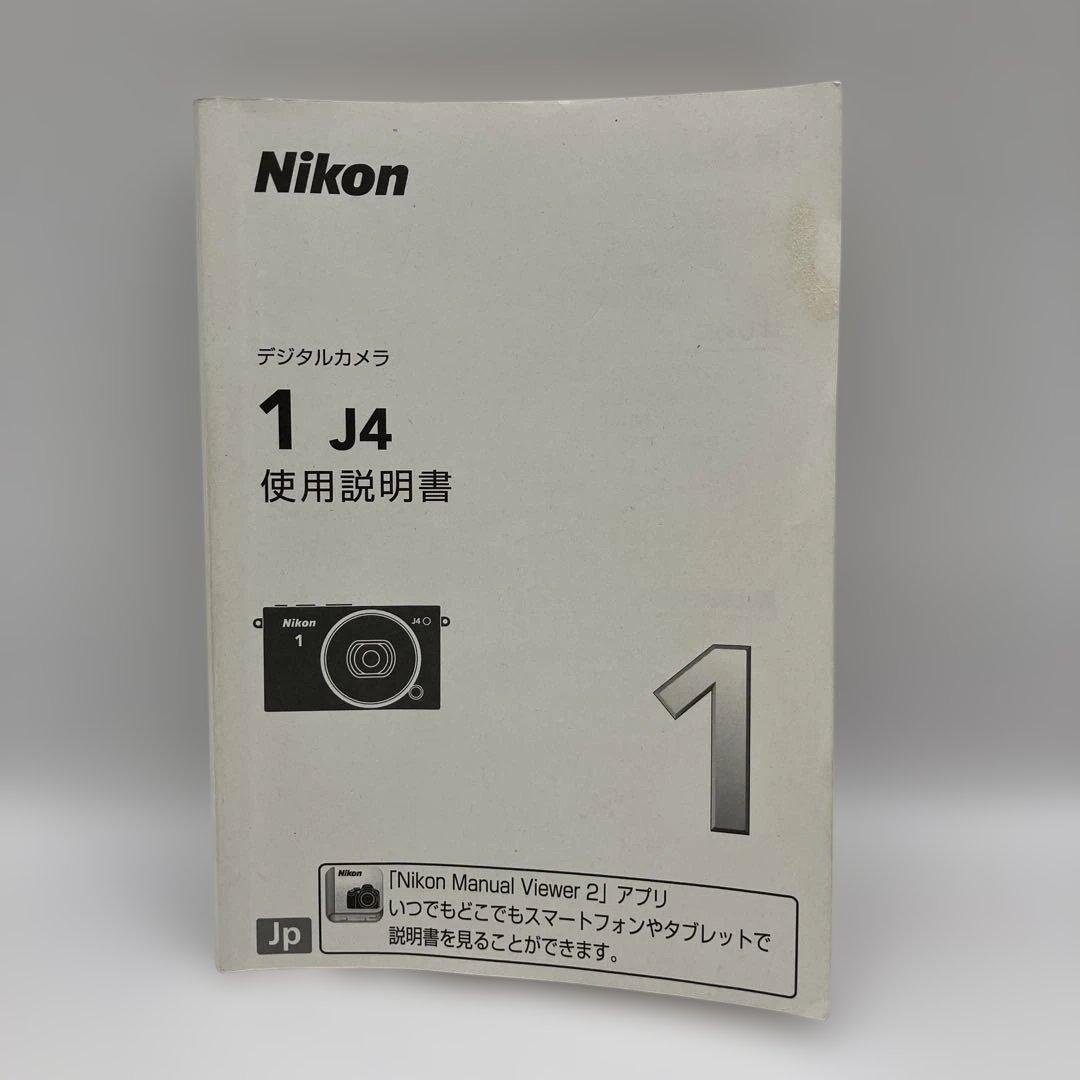 Nikon
デジタルカメラ
1 J4
使用説明書
Nikon
J4
1
1
Nikon
「Nikon Manual Viewer 2」アプリ
いつでもどこでもスマートフォンやタブレットで
説明書を見ることができます。
Jp